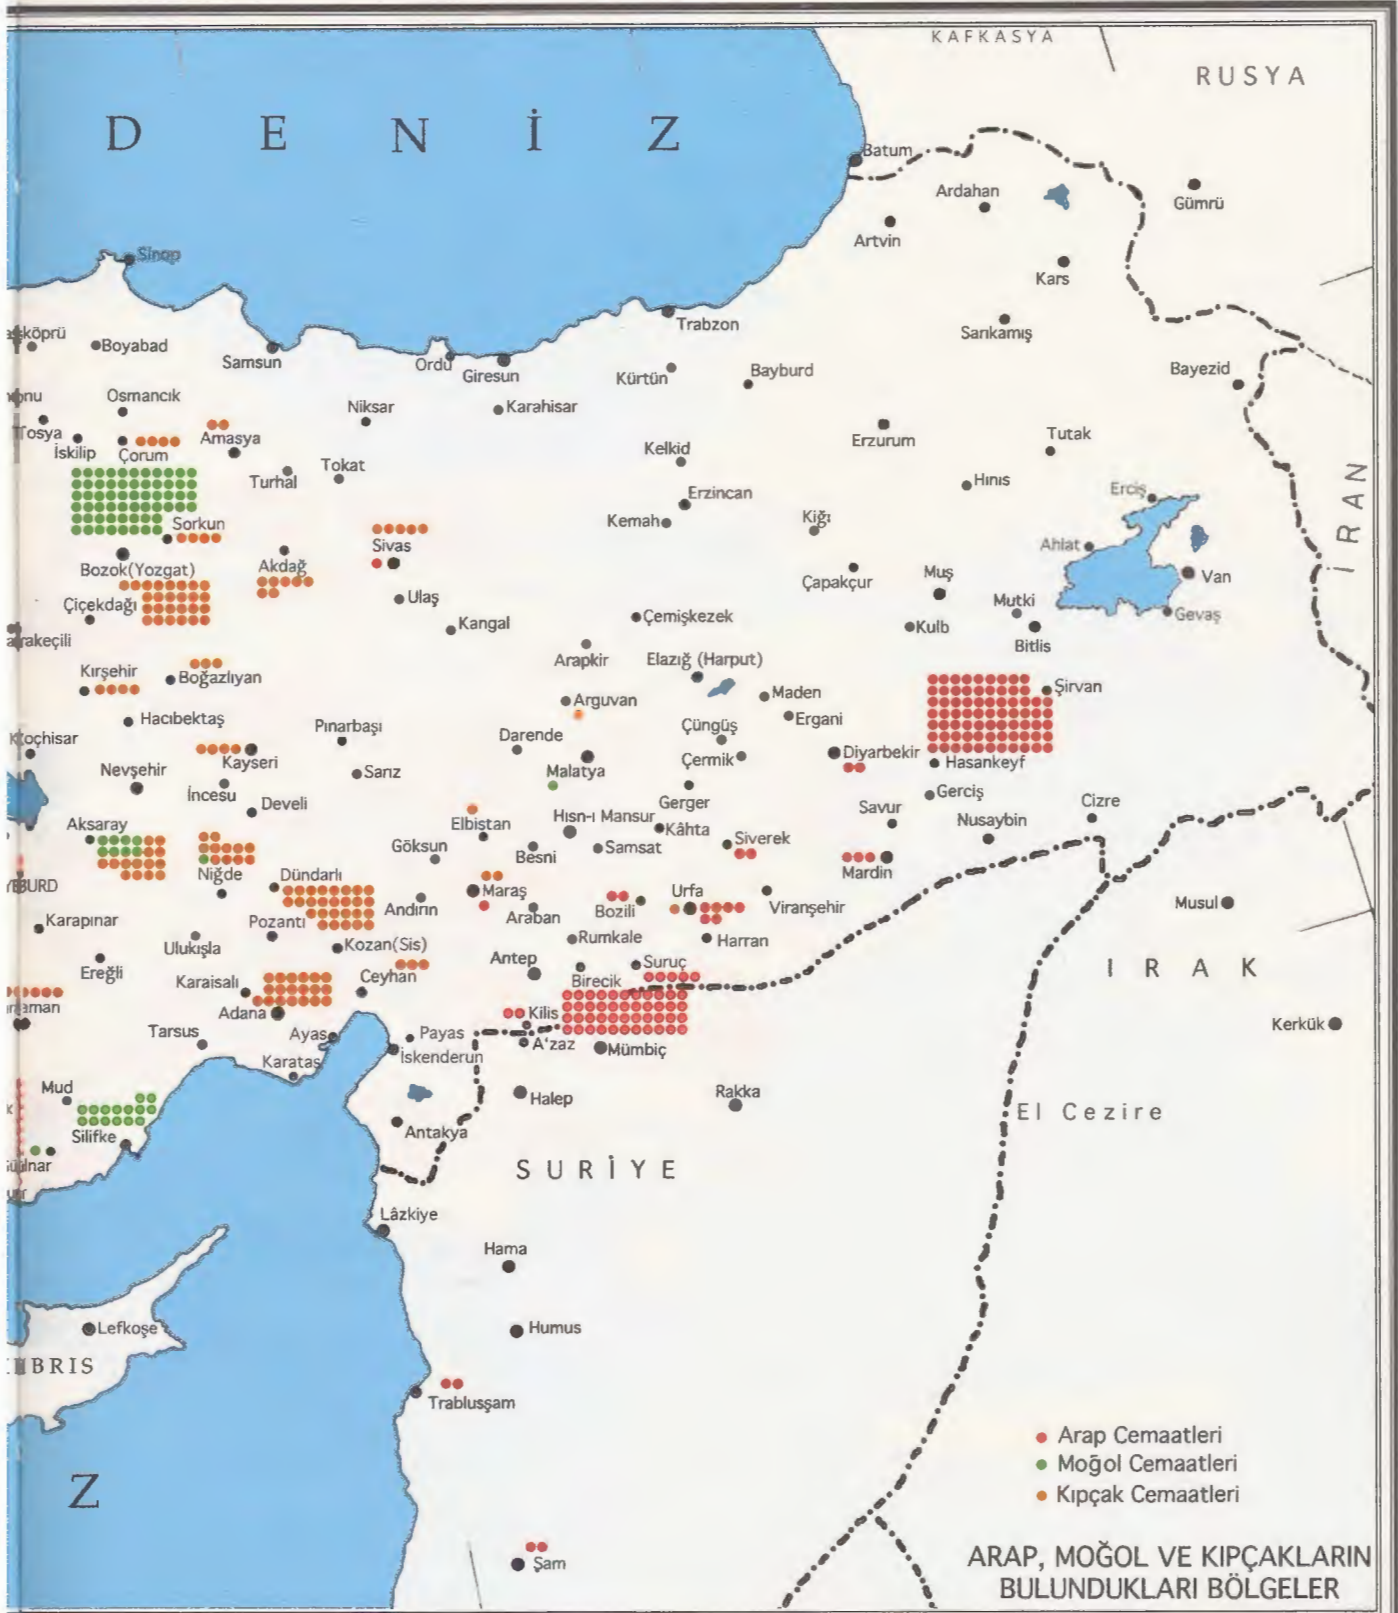 KAFKASYA
RUSYA
D E N İ Z
Batum
Ardahan
Gümrü
Artvin
Sinop
Kars
Trabzon
Sarıkamış
köprü
Boyabad
Samsun
Ordu
Giresun
Kürtün
Bayburd
Bayezid
Osmancık
Niksar
Karahisar
Tosya
İskilip
Çorum
Amasya
Erzurum
Tutak
Turhal
Tokat
Kelkid
Hınıs
Erciş
İRAN
Erzincan
Kemah
Kiğı
Sorkun
Sivas
Ahlat
Bozok(Yozgat)
Akdağ
Çapakçur
Muş
Van
Çiçekdağı
Ulaş
Mutki
Gevaş
Kangal
Çemişkezek
Kulb
Bitlis
Arapkir
Elazığ (Harput)
Kırşehir
Boğazlıyan
Şirvan
Arguvan
Maden
Hacıbektaş
Pınarbaşı
Ergani
Çüngüş
Koçhisar
Kayseri
Darende
Diyarbekir
Nevşehir
Sarız
Malatya
Çermik
Hasankeyf
İncesu
Develi
Gerger
Gerciş
Aksaray
Elbistan
Hısn-ı Mansur
Kâhta
Savur
Cizre
Göksun
Besni
Samsat
Siverek
Nusaybin
Niğde
Dündarlı
Mardin
Maraş
Urfa
Andırın
Araban
Bozili
Viranşehir
Musul
Karapınar
Pozantı
Ulukışla
Kozan(Sis)
Rumkale
Harran
Ereğli
Antep
Suruç
IRAK
Karaisalı
Ceyhan
Birecik
Adana
Kilis
Kerkük
Tarsus
Ayas
Payas
A'zaz
Mümbiç
Karataş
İskenderun
Mud
Halep
Rakka
El Cezire
Silifke
Antakya
SURİYE
Lâzkiye
Hama
Lefkoşe
Humus
BRIS
Trablusşam
Z
Arap Cemaatleri
Moğol Cemaatleri
Kıpçak Cemaatleri
Şam
ARAP, MOĞOL VE KIPÇAKLARIN
BULUNDUKLARI BÖLGELER